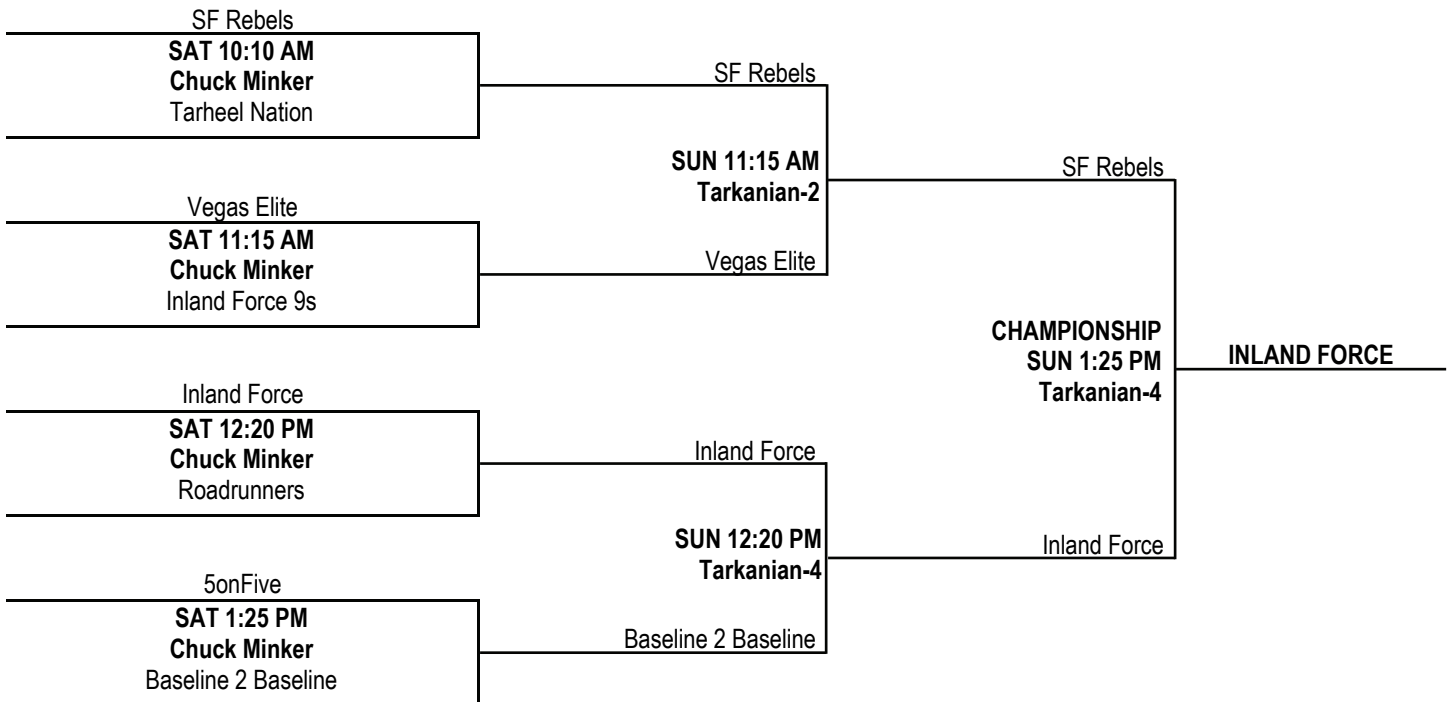 SF Rebels
SAT 10:10 AM
Chuck Minker
Tarheel Nation
Vegas Elite
SAT 11:15 AM
Chuck Minker
Inland Force 9s
Inland Force
SAT 12:20 PM
Chuck Minker
Roadrunners
5onFive
SAT 1:25 PM
Chuck Minker
Baseline 2 Baseline
SF Rebels
SUN 11:15 AM
Tarkanian-2
Vegas Elite
Inland Force
SUN 12:20 PM
Tarkanian-4
Baseline 2 Baseline
SF Rebels
CHAMPIONSHIP
SUN 1:25 PM
Tarkanian-4
Inland Force
INLAND FORCE